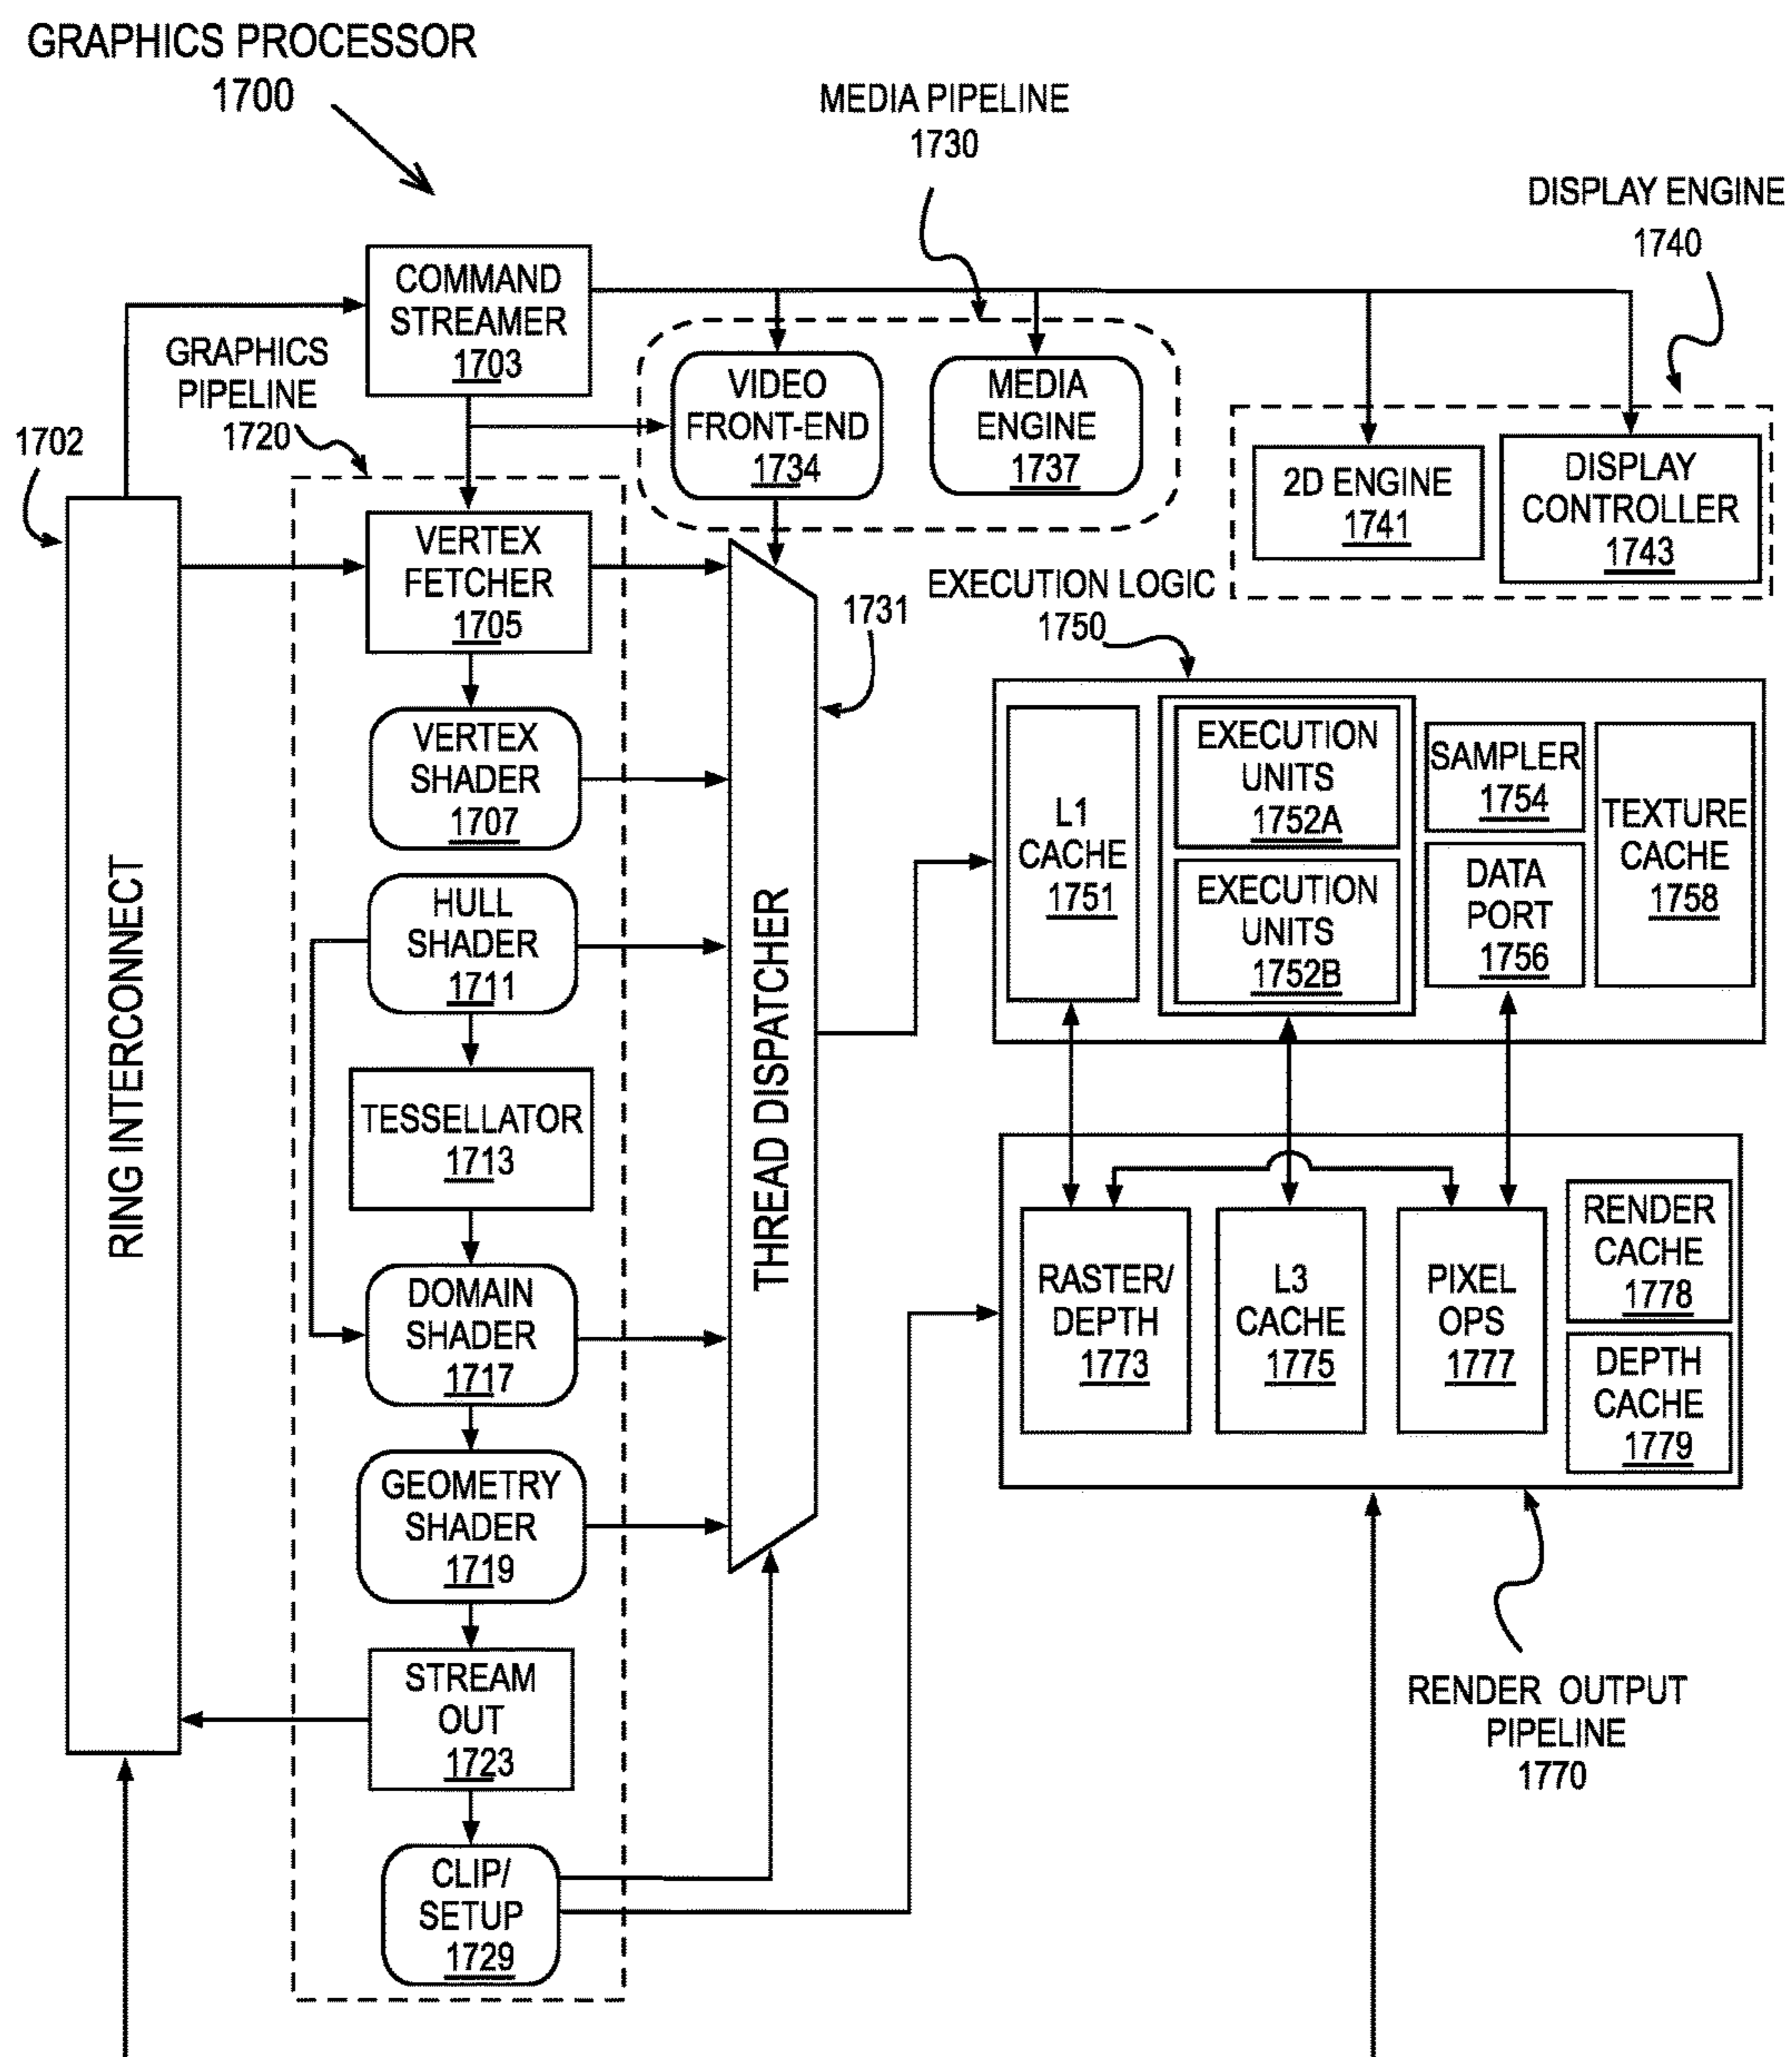 GRAPHICS PROCESSOR
1700
MEDIA PIPELINE
1730
DISPLAY ENGINE
1740
COMMAND
STREAMER
1703
GRAPHICS
PIPELINE
1720
1702
VIDEO
FRONT-END
1734
MEDIA
ENGINE
1737
2D ENGINE
1741
DISPLAY
CONTROLLER
1743
VERTEX
FETCHER
1705
EXECUTION LOGIC
1750
1731
VERTEX
SHADER
1707
L1
CACHE
1751
EXECUTION
UNITS
1752A
EXECUTION
UNITS
1752B
SAMPLER
1754
DATA
PORT
1756
TEXTURE
CACHE
1758
HULL
SHADER
1711
RING INTERCONNECT
THREAD DISPATCHER
TESSELLATOR
1713
DOMAIN
SHADER
1717
RASTER/
DEPTH
1773
L3
CACHE
1775
PIXEL
OPS
1777
RENDER
CACHE
1778
DEPTH
CACHE
1779
GEOMETRY
SHADER
1719
STREAM
OUT
1723
RENDER OUTPUT
PIPELINE
1770
CLIP/
SETUP
1729